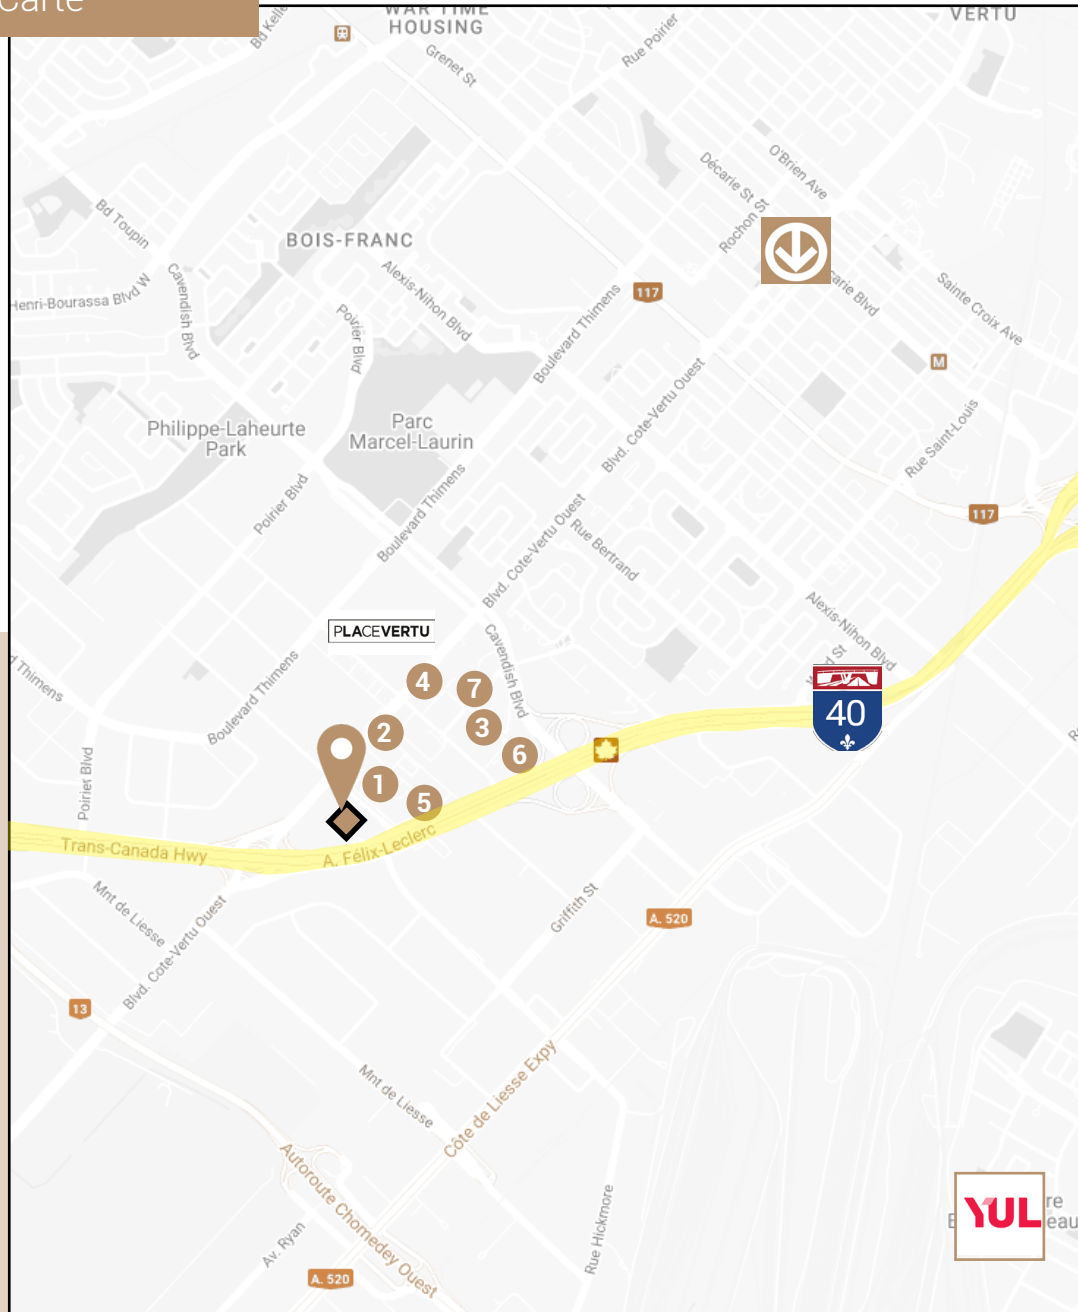 Carte
WAR TIME
HOUSING
VERTU
Grenet St
Rue Poirier
O'Brien Ave
Décarie St
Rochon St
Bd Toupin
BOIS-FRANC
Henri-Bourassa Blvd W
Cavendish Blvd
Alexis-Nihon Blvd
Poirier Blvd
117
Boulevard Thimens
Sainte Croix Ave
M
Blvd. Cote-Vertu Ouest
Philippe-Laheurte
Park
Parc
Marcel-Laurin
Rue Saint-Louis
Poirier Blvd
Boulevard Thimens
117
Blvd. Cote-Vertu Ouest
Rue Bertrand
Alexis-Nihon Blvd
PLACEVERTU
Cavendish Blvd
d Thimens
Boulevard Thimens
4
7
2
3
6
1
5
40
Poirier Blvd
Trans-Canada Hwy
A. Félix-Leclerc
Mnt de Liesse
Blvd. Cote-Vertu Ouest
Griffith St
A. 520
13
Mnt de Liesse
Côte de Liesse Expy
Autoroute Chomedey Ouest
Av. Ryan
Rue Hickmore
A. 520
YUL
re
eau